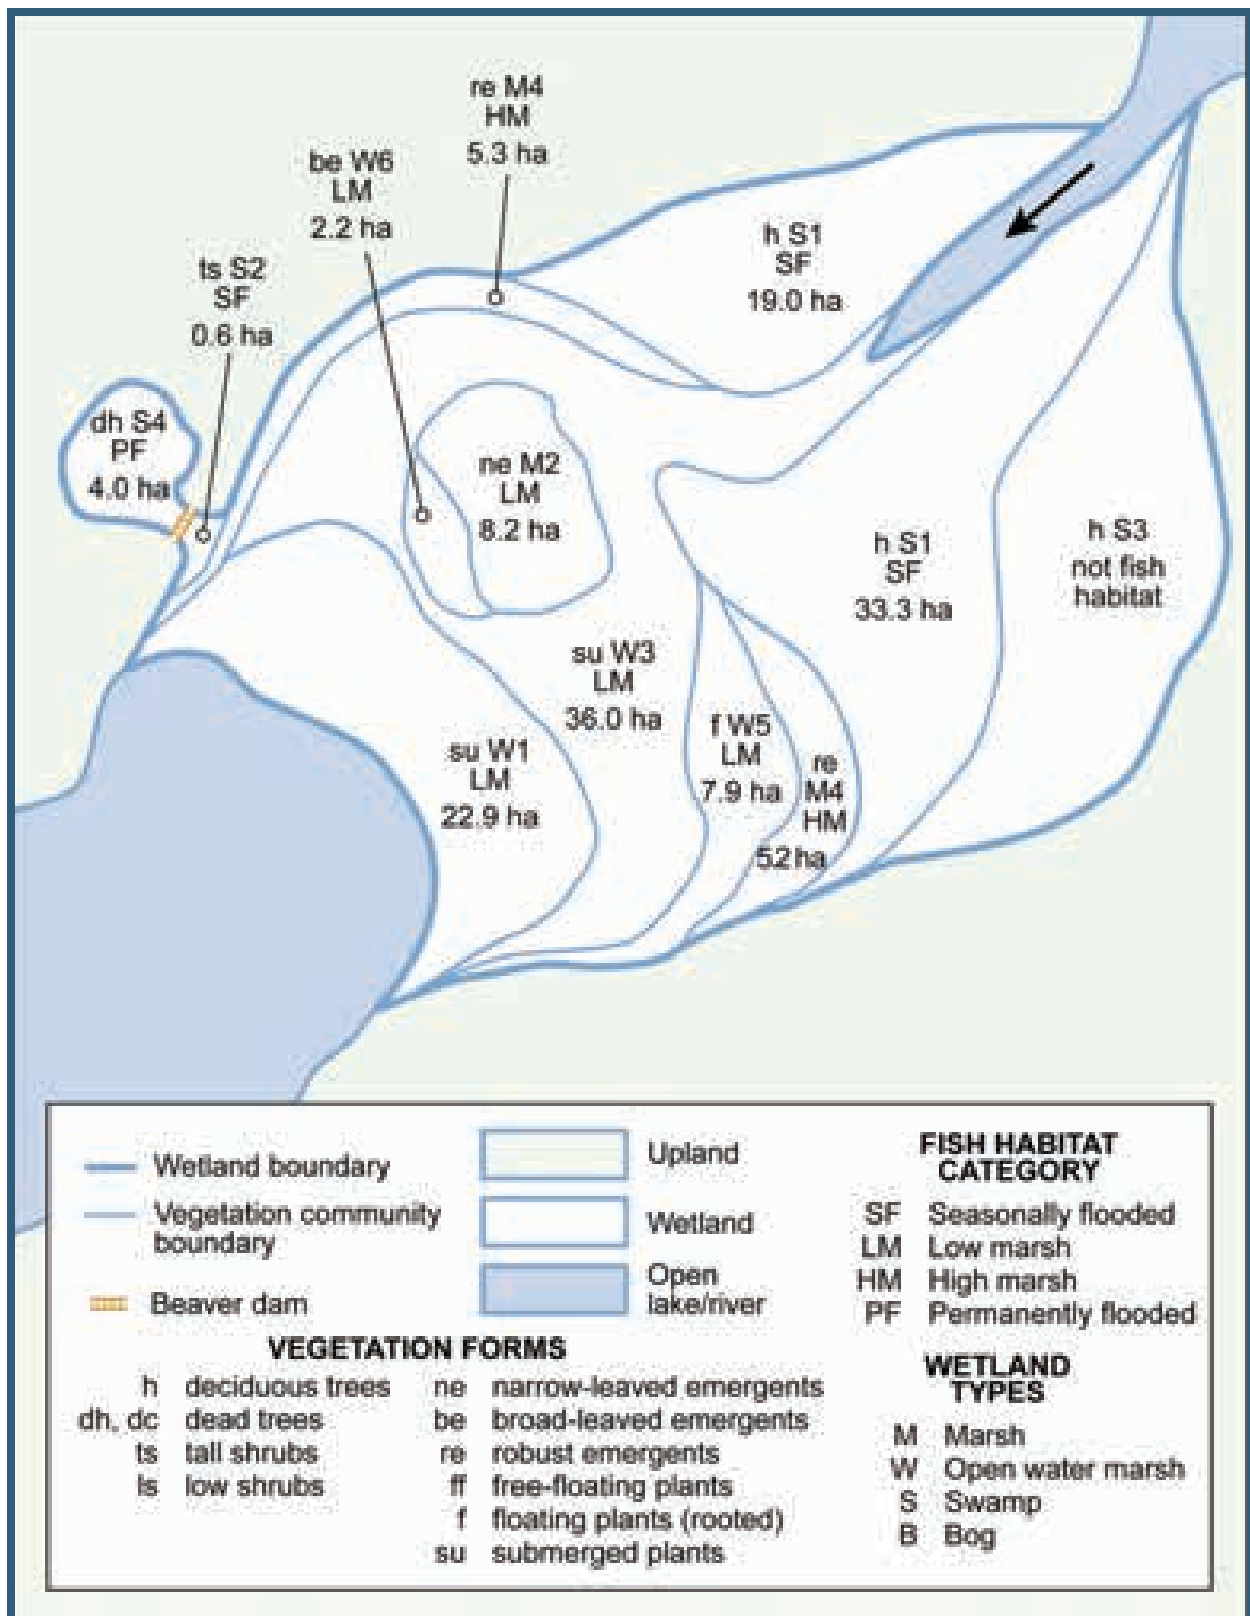 re M4
HM
5.3 ha
be W6
LM
2.2 ha
ts S2
SF
0.6 ha
h S1
SF
19.0 ha
dh S4
PF
4.0 ha
ne M2
LM
8.2 ha
h S1
SF
33.3 ha
h S3
not fish
habitat
su W3
LM
36.0 ha
f W5
LM
7.9 ha
re
M4
HM
52 ha
su W1
LM
22.9 ha
Wetland boundary
Vegetation community
boundary
Beaver dam
Upland
Wetland
Open
lake/river
FISH HABITAT
CATEGORY
SF Seasonally flooded
LM Low marsh
HM High marsh
PF Permanently flooded
VEGETATION FORMS
h deciduous trees
dh, dc dead trees
ts tall shrubs
ls low shrubs
ne narrow-leaved emergents
be broad-leaved emergents
re robust emergents
ff free-floating plants
f floating plants (rooted)
su submerged plants
WETLAND
TYPES
M Marsh
W Open water marsh
S Swamp
B Bog